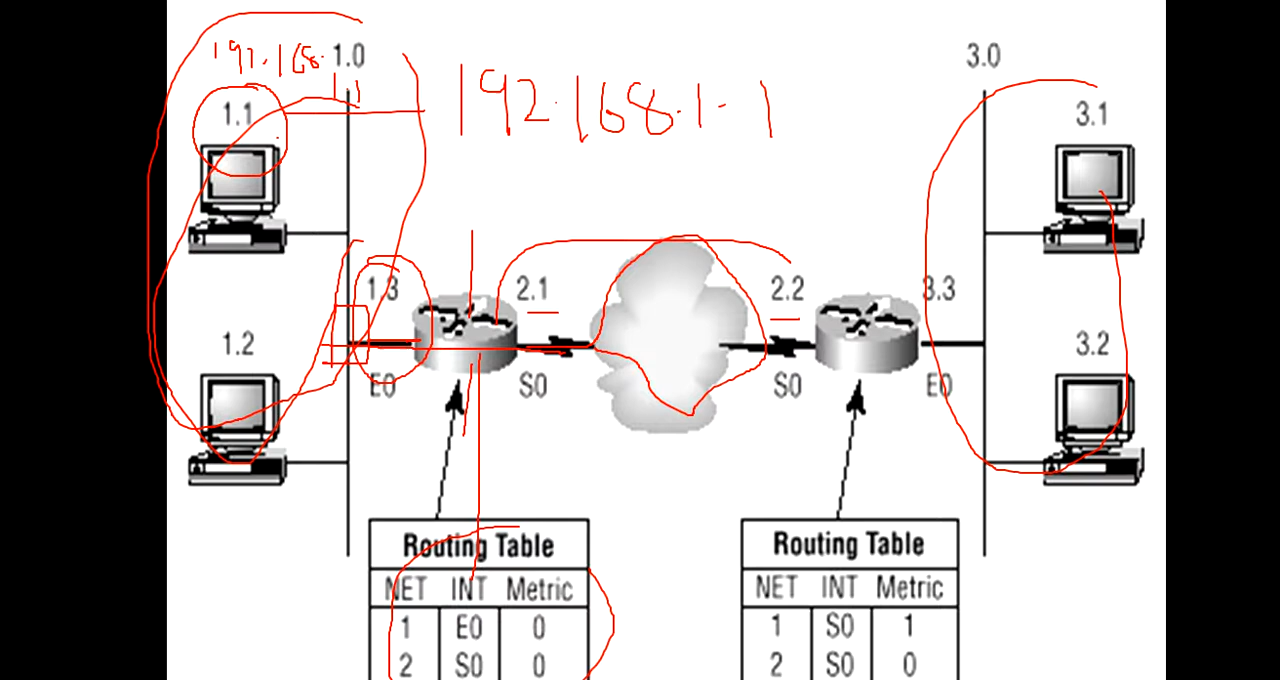 192.168.
1.1
1.0
3.0
1.1
192.168.1.1
3.1
1.3
2.1
2.2
3.3
1.2
3.2
E0
S0
S0
E0
Routing Table
NET INT Metric
1 E0 0
2 S0 0
Routing Table
NET INT Metric
1 S0 1
2 S0 0